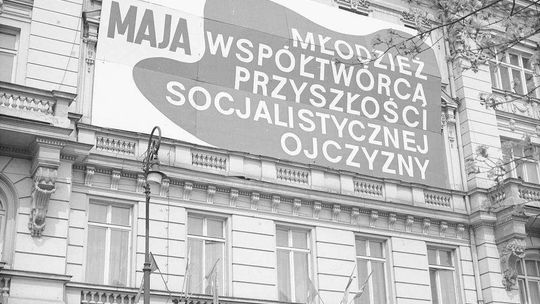 MAJA
MŁODZIEŻ
WSPÓŁTWÓRCĄ
PRZYSZŁOŚCI
SOCJALISTYCZNEJ
OJCZYZNY